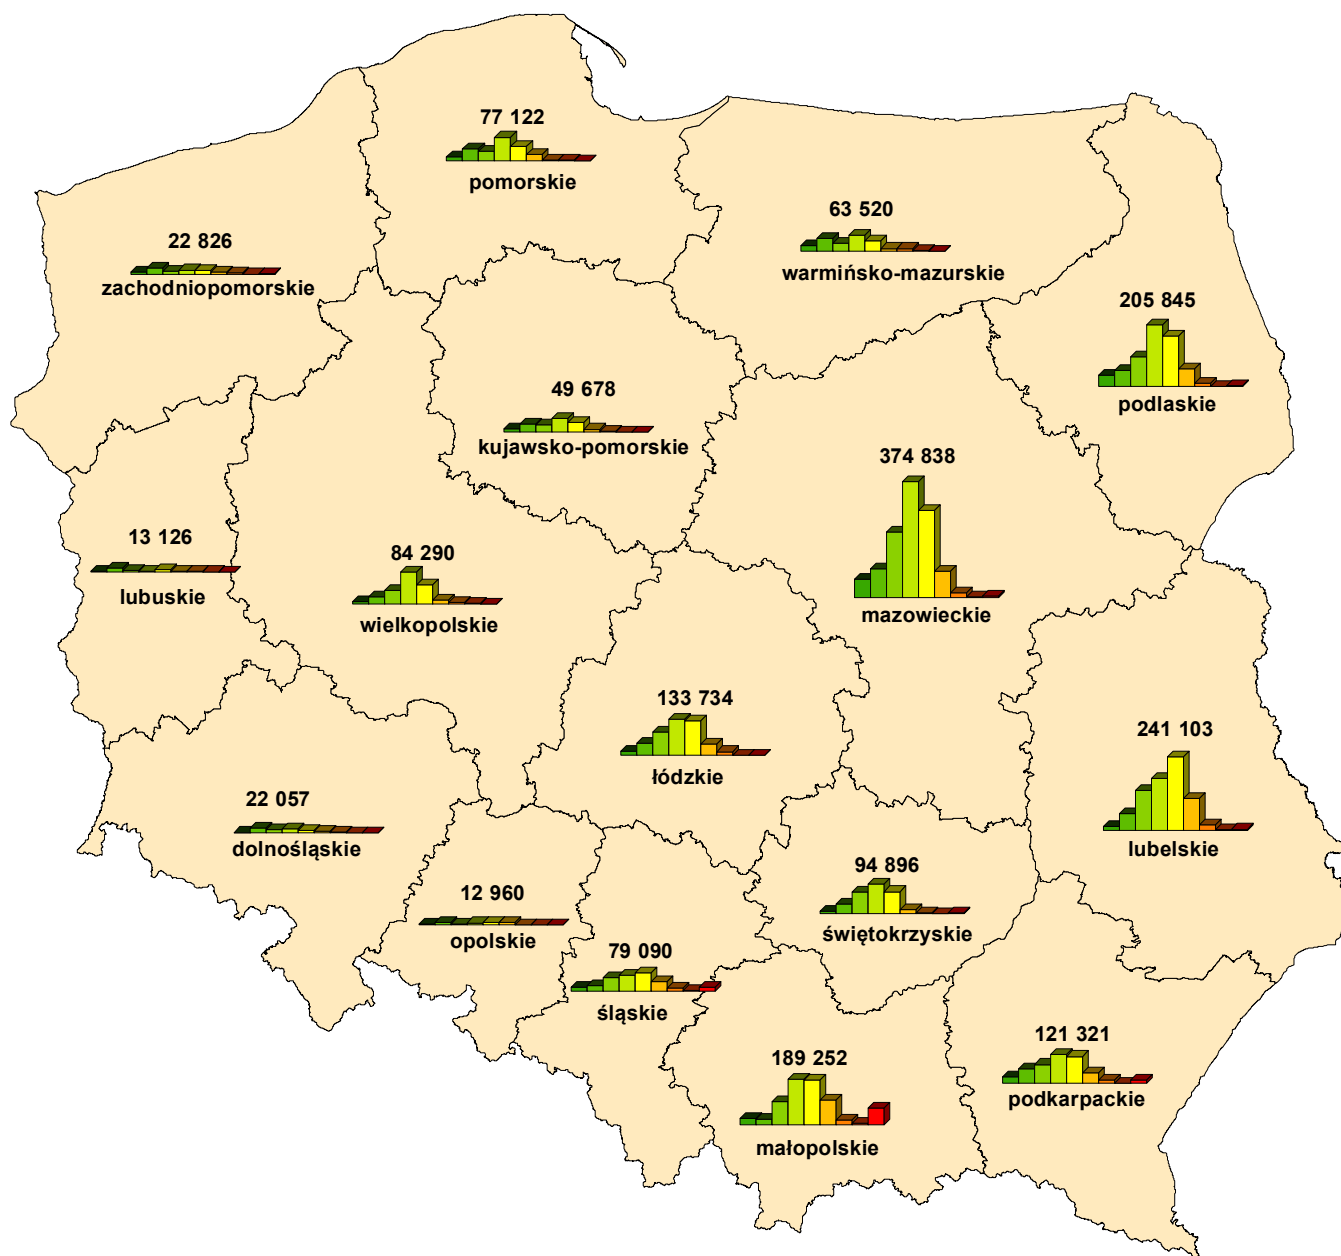 77 122
pomorskie
63 520
warmińsko-mazurskie
22 826
zachodniopomorskie
205 845
podlaskie
49 678
kujawsko-pomorskie
374 838
mazowieckie
13 126
lubuskie
84 290
wielkopolskie
133 734
łódzkie
241 103
lubelskie
22 057
dolnośląskie
94 896
świętokrzyskie
12 960
opolskie
79 090
śląskie
121 321
podkarpackie
189 252
małopolskie